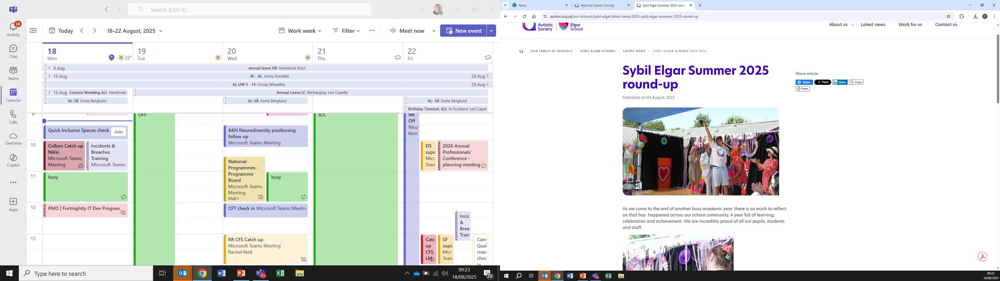 Search (Ctrl+E)
38
Activity
Chat
Teams
Calendar
Calls
OneDrive
Copilot
Apps
Today
18–22 August, 2025
Work week
Filter
Meet now
New event
18
Mon
22°
19
Tue
20
Wed
21
Thu
22
Fri
4 Aug
annual leave HB Hannelore Bout
15 Aug
JK - AL Jonny Knowles
28 Aug
AL UW 5 - 14 Ursula Wheatley
29 Aug
15 Aug Cousins Wedding A/L Herefords
Annual Leave LC Recharging Leo Capella
AL-SB Sonia Berglund
AL-SB Sonia Berglund
AL- SB Sonia Berglund
Birthday Timeout. A/L In Scotland Leo Capel
9
10
11
12
13
Quick Inclusive Spaces check
Join
Cullum Catch up
Nikki
Microsoft Teams
Meeting
Incidents &
Breaches
Training
Microsoft Teams
busy
PMO | Fortnightly IT Dev Progress
OFF
AKH Neurodiversity positioning
follow up
Microsoft Teams Meeting
National
Programmes -
Programme
Board
Microsoft Teams
Meeting
PMO
busy
CFT check in Microsoft Teams Meetin
RR CFS Catch up
Microsoft Teams Meeting
Rachel Reid
A/L
NK
Off
Nico
Kenr
DS
supe
Micr
Team
2026 Annual
Professionals'
Conference -
planning meeting
Incic
&
Brea
Train
Catc
up
CFS,
LM
SF
supe
Micr
Team
Canc
Qual
man
chec
in
Type here to search
9+
09:23
18/08/2025
20
News
National Autistic Society
Sybil Elgar Summer 2025 round
autism.org.uk/our-schools/sybil-elgar/latest-news/2025-sybil-elgar-summer-2025-round-up
C
Autistic
Society
Elgar
School
About us
Latest news
Work for us
Contact us
OUR FAMILY OF SCHOOLS
SYBIL ELGAR SCHOOL
LATEST NEWS
SYBIL ELGAR SUMMER 2025 ROU...
Sybil Elgar Summer 2025
round-up
Published on 04 August 2025
Share article:
Share
Post
Share
Copy
Print
As we come to the end of another busy academic year, there is so much to reflect
on that has happened across our school community. A year full of learning,
celebration and achievement. We are incredibly proud of all our pupils, students
and staff.
9+
09:23
18/08/2025